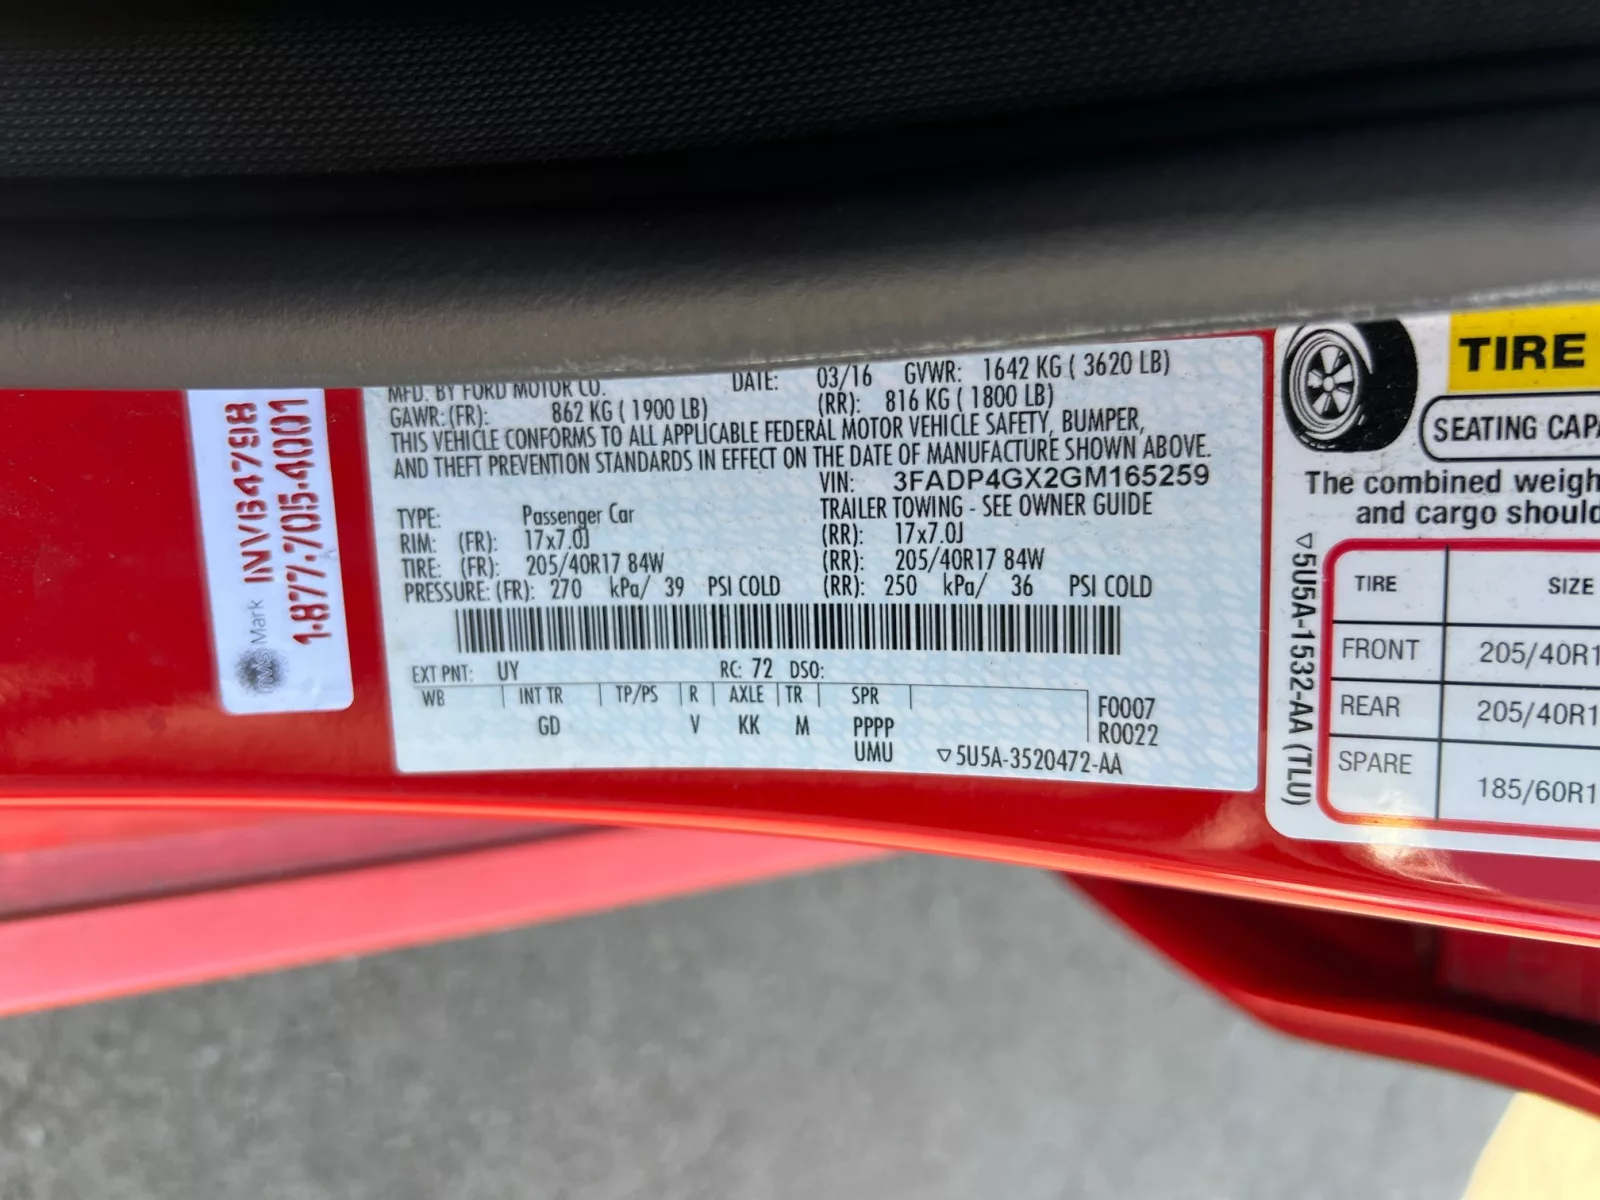 INVB4798
1·877·705·4001
Mark
MFD. BY FORD MOTOR CO. DATE: 03/16 GVWR: 1642 KG ( 3620 LB)
GAWR:(FR): 862 KG ( 1900 LB) (RR): 816 KG ( 1800 LB)
THIS VEHICLE CONFORMS TO ALL APPLICABLE FEDERAL MOTOR VEHICLE SAFETY, BUMPER,
AND THEFT PREVENTION STANDARDS IN EFFECT ON THE DATE OF MANUFACTURE SHOWN ABOVE.
VIN: 3FADP4GX2GM165259
TYPE: Passenger Car TRAILER TOWING - SEE OWNER GUIDE
RIM: (FR): 17x7.0J (RR): 17x7.0J
TIRE: (FR): 205/40R17 84W (RR): 205/40R17 84W
PRESSURE: (FR): 270 kPa/ 39 PSI COLD (RR): 250 kPa/ 36 PSI COLD
EXT PNT: UY RC: 72 DSO:
WB INT TR TP/PS R AXLE TR SPR F0007
GD V KK M PPPP R0022
UMU ▽5U5A-3520472-AA
TIRE
SEATING CAPA
The combined weigh
and cargo should
TIRE SIZE
FRONT 205/40R1
REAR 205/40R1
SPARE 185/60R1
▽5U5A-1532-AA (TLU)